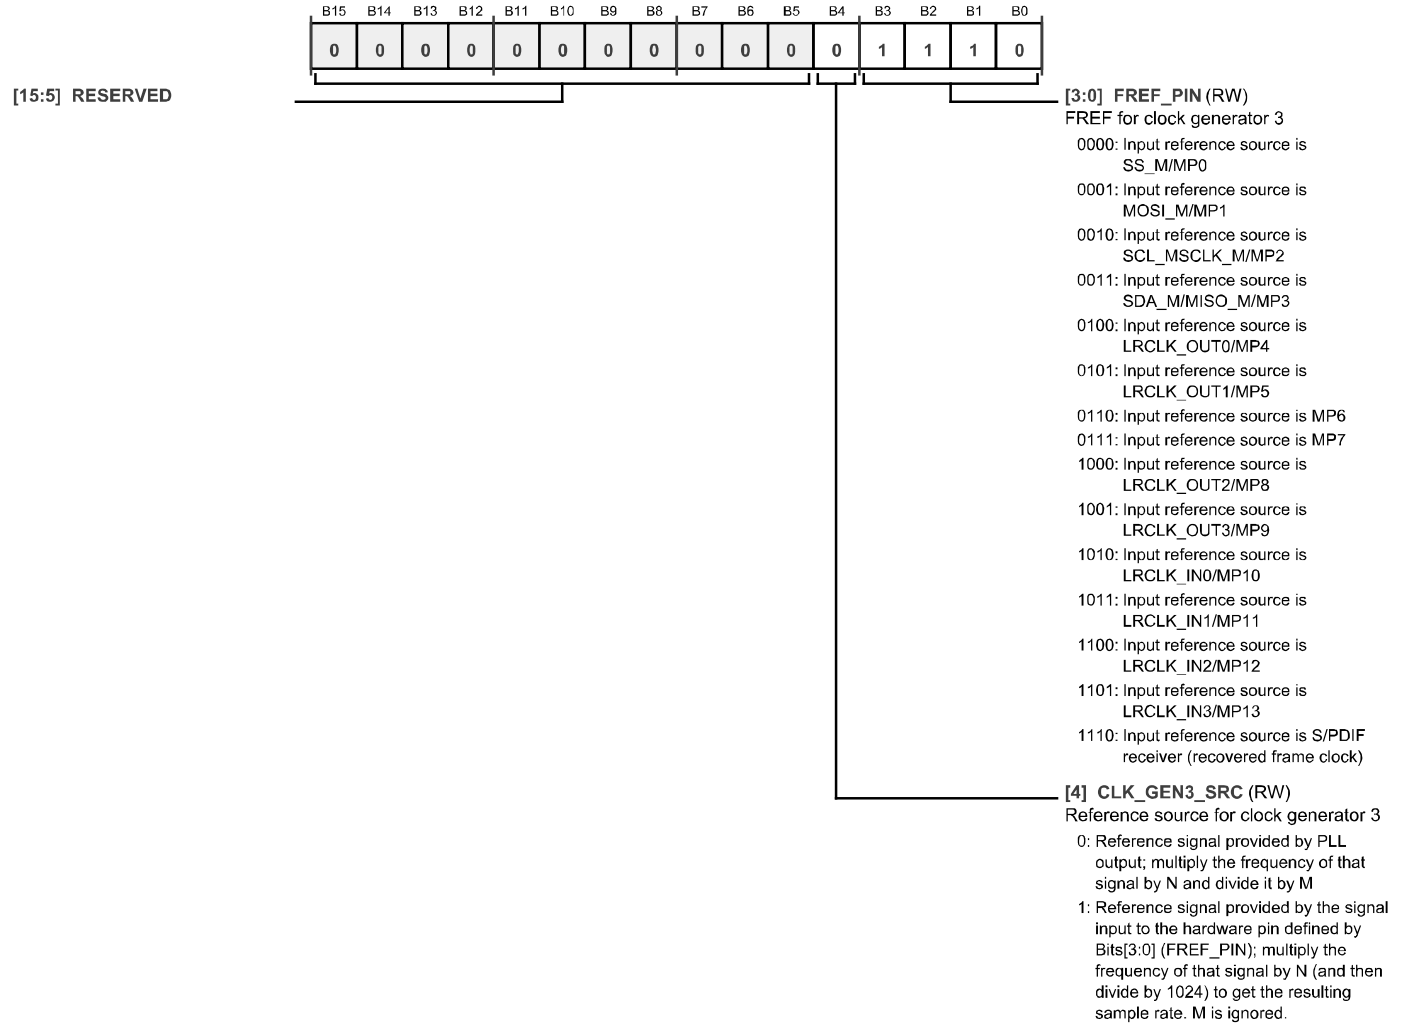 B15 B14 B13 B12 B11 B10 B9 B8 B7 B6 B5 B4 B3 B2 B1 B0
0 0 0 0 0 0 0 0 0 0 0 0 1 1 1 0
[15:5] RESERVED
[3:0] FREF_PIN (RW)
FREF for clock generator 3
0000: Input reference source is
SS_M/MP0
0001: Input reference source is
MOSI_M/MP1
0010: Input reference source is
SCL_MSCLK_M/MP2
0011: Input reference source is
SDA_M/MISO_M/MP3
0100: Input reference source is
LRCLK_OUT0/MP4
0101: Input reference source is
LRCLK_OUT1/MP5
0110: Input reference source is MP6
0111: Input reference source is MP7
1000: Input reference source is
LRCLK_OUT2/MP8
1001: Input reference source is
LRCLK_OUT3/MP9
1010: Input reference source is
LRCLK_IN0/MP10
1011: Input reference source is
LRCLK_IN1/MP11
1100: Input reference source is
LRCLK_IN2/MP12
1101: Input reference source is
LRCLK_IN3/MP13
1110: Input reference source is S/PDIF
receiver (recovered frame clock)
[4] CLK_GEN3_SRC (RW)
Reference source for clock generator 3
0: Reference signal provided by PLL
output; multiply the frequency of that
signal by N and divide it by M
1: Reference signal provided by the signal
input to the hardware pin defined by
Bits[3:0] (FREF_PIN); multiply the
frequency of that signal by N (and then
divide by 1024) to get the resulting
sample rate. M is ignored.